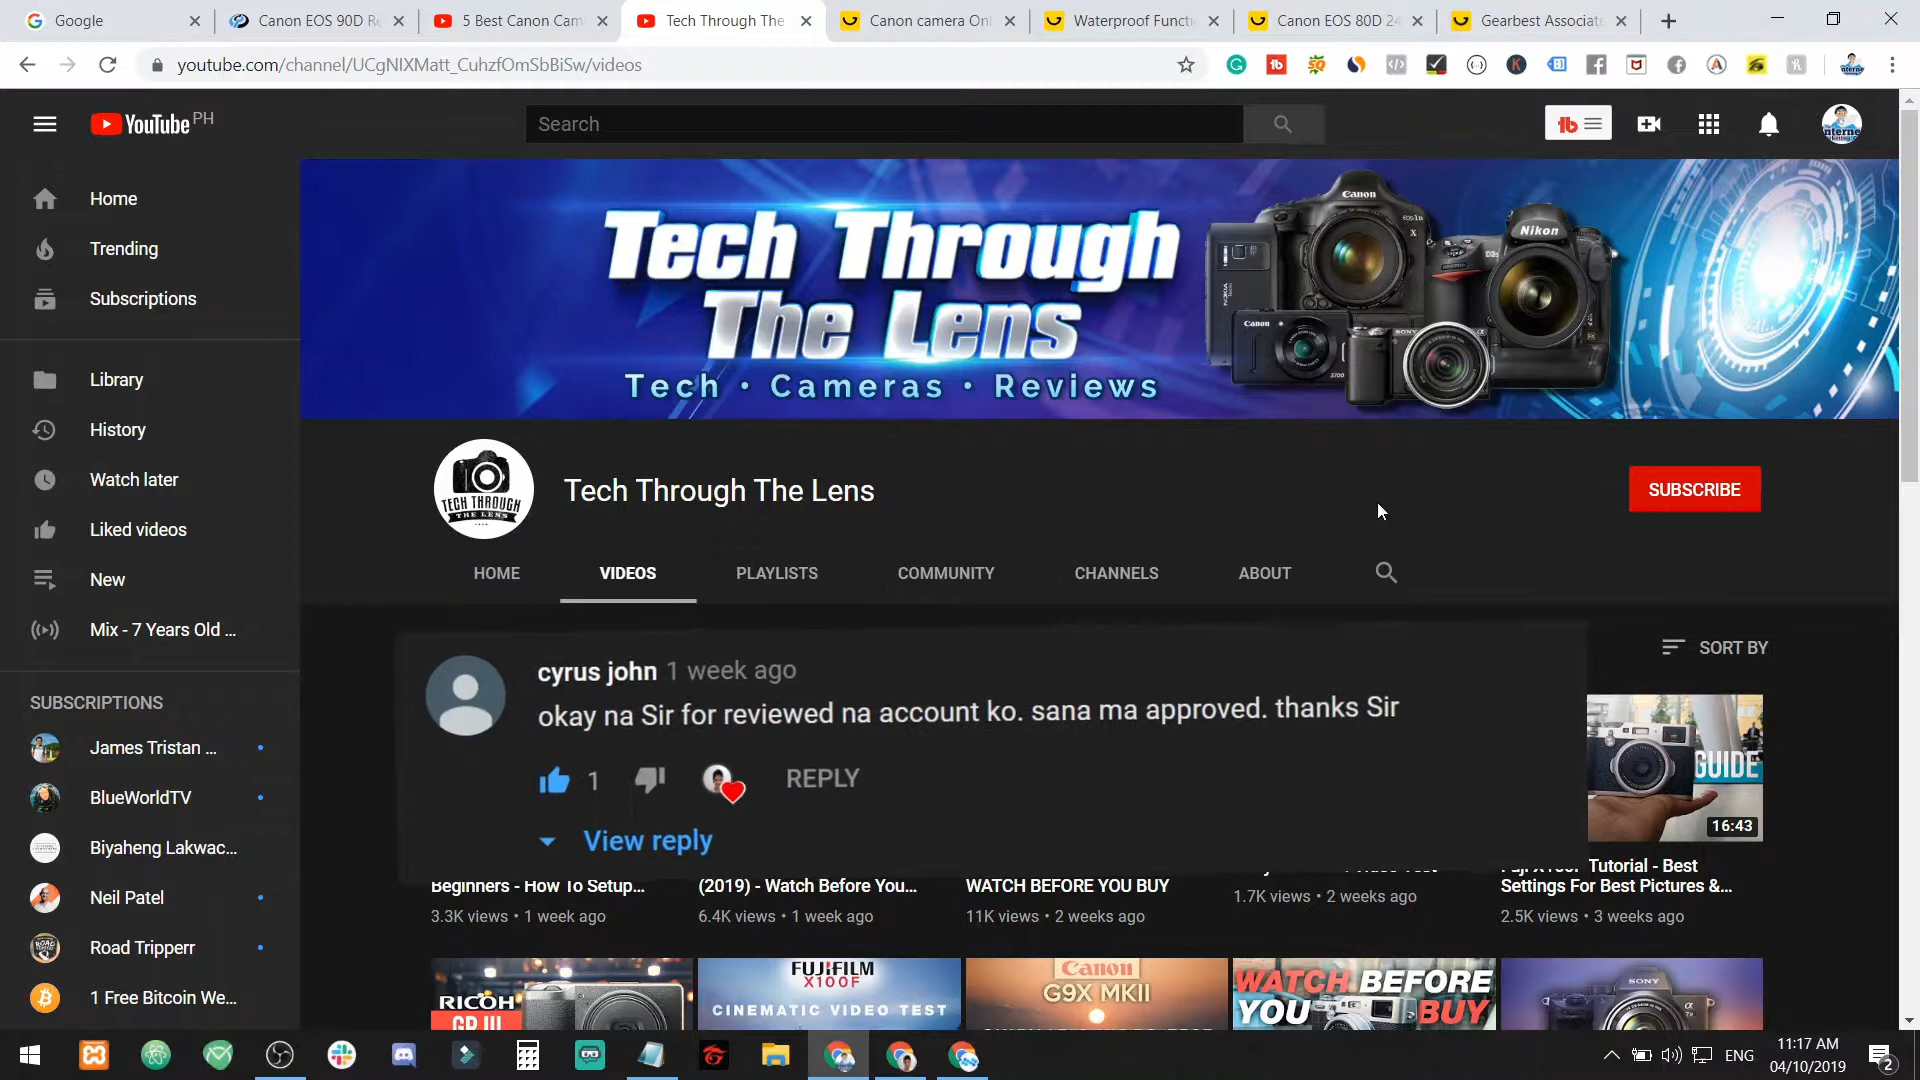 Google
Canon EOS 90D Re
5 Best Canon Cam
Tech Through The
Canon camera Onl
Waterproof Functi
Canon EOS 80D 24
Gearbest Associate
youtube.com/channel/UCgNIXMatt_CuhzfOmSbBiSw/videos
YouTube PH
Search
Home
Trending
Subscriptions
Library
History
Watch later
Liked videos
New
Mix - 7 Years Old ...
SUBSCRIPTIONS
James Tristan ...
BlueWorldTV
Biyaheng Lakwac...
Neil Patel
Road Tripperr
1 Free Bitcoin We...
Tech Through
The Lens
Tech • Cameras • Reviews
Canon
Nikon
Canon
SONY
TECH THROUGH
THE LENS
Tech Through The Lens
SUBSCRIBE
HOME
VIDEOS
PLAYLISTS
COMMUNITY
CHANNELS
ABOUT
SORT BY
cyrus john 1 week ago
okay na Sir for reviewed na account ko. sana ma approved. thanks Sir
1
REPLY
View reply
GUIDE
16:43
Beginners - How To Setup...
3.3K views • 1 week ago
(2019) - Watch Before You...
6.4K views • 1 week ago
WATCH BEFORE YOU BUY
11K views • 2 weeks ago
1.7K views • 2 weeks ago
Tutorial - Best
Settings For Best Pictures &...
2.5K views • 3 weeks ago
RICOH
GR III
FUJIFILM
X100F
CINEMATIC VIDEO TEST
Canon
G9X MKII
WATCH BEFORE
YOU BUY
SONY
ENG
11:17 AM
04/10/2019
2